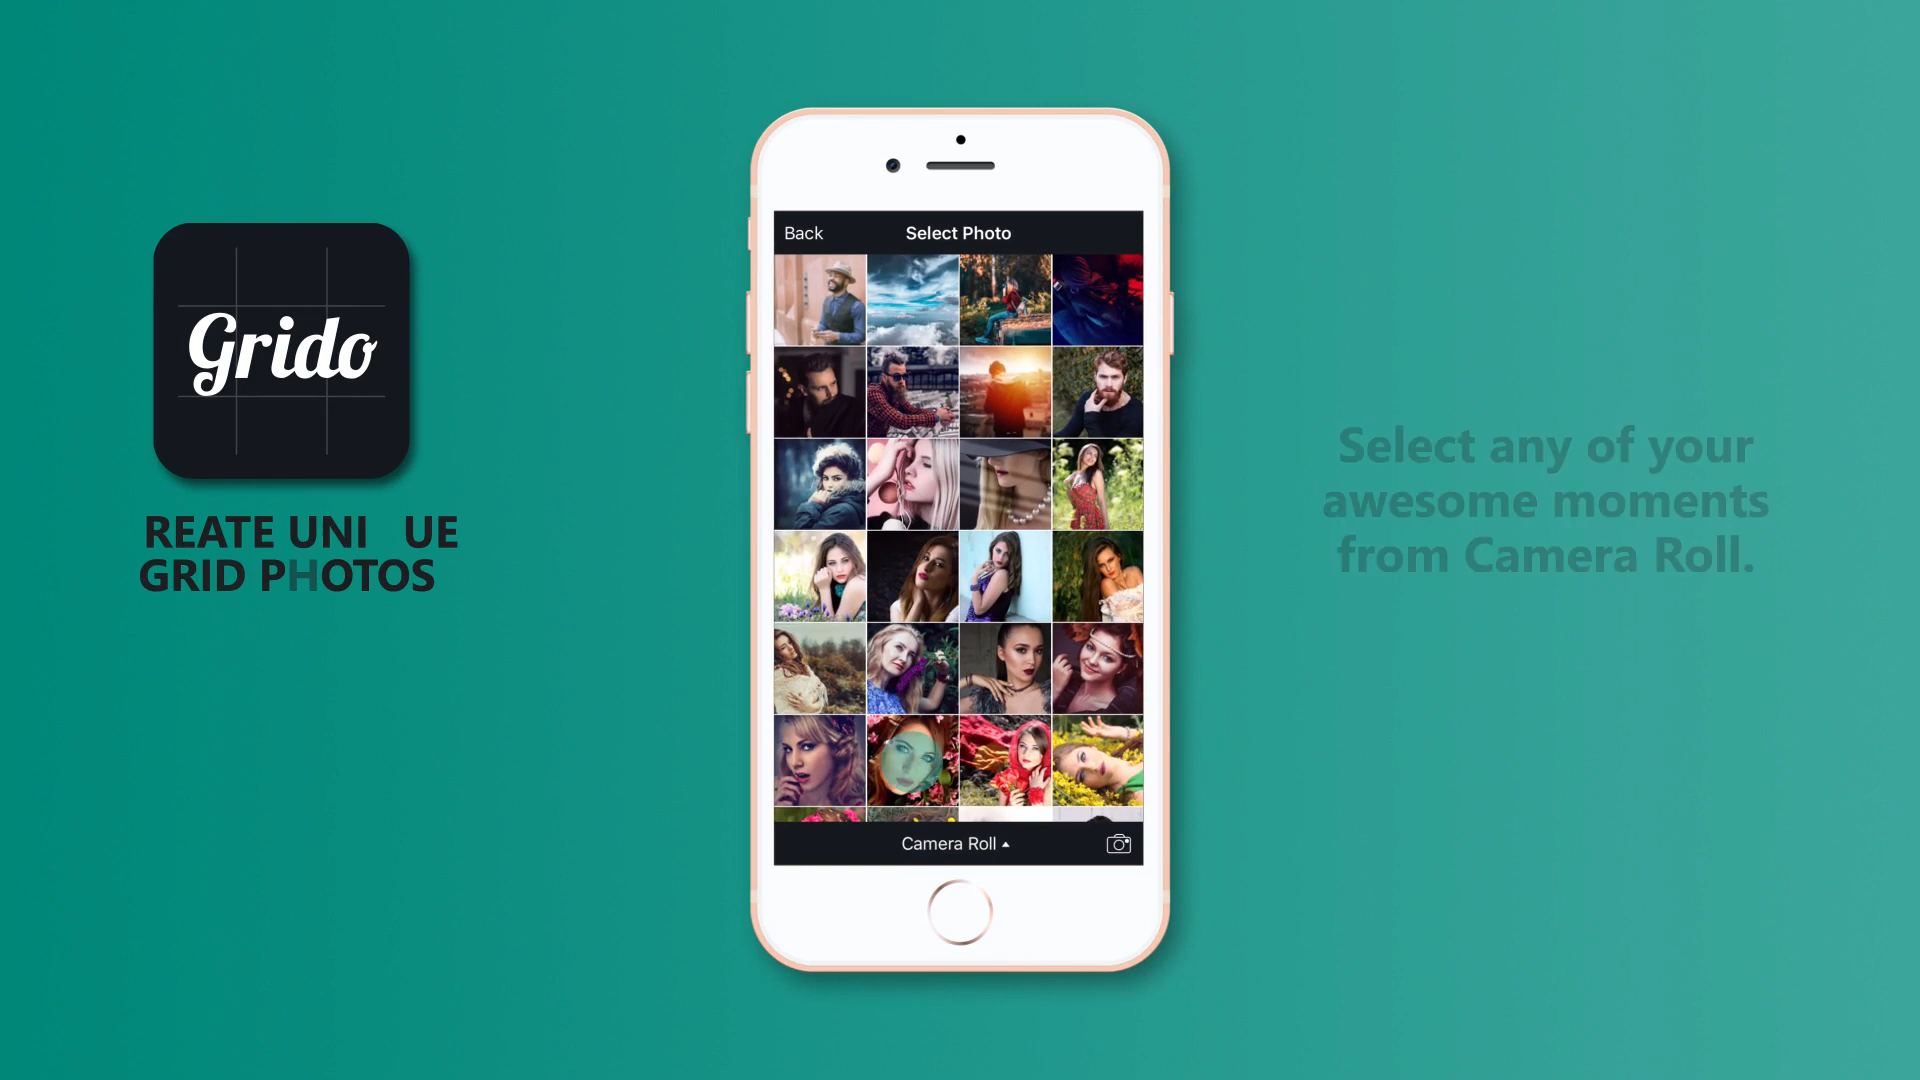 Grido
REATE UNI UE
GRID PHOTOS
Back
Select Photo
Camera Roll
Select any of your
awesome moments
from Camera Roll.